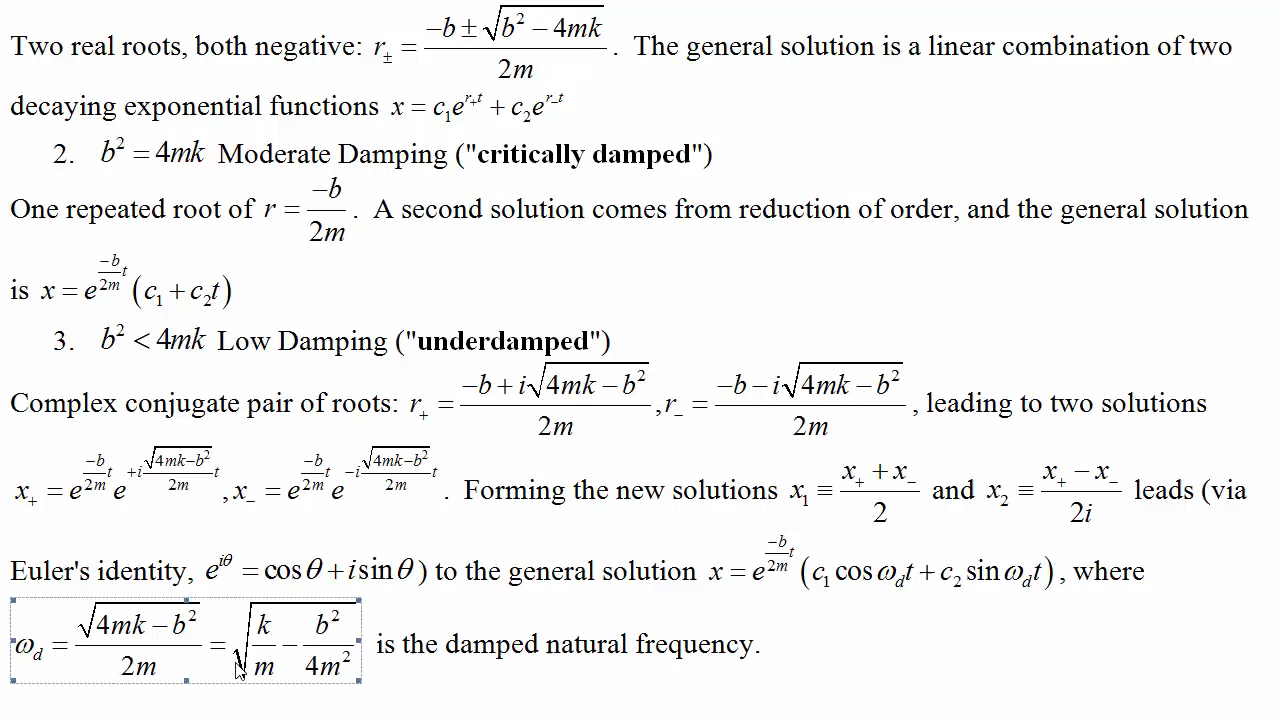 Two real roots, both negative: r± = (−b ± √(b² − 4mk)) / 2m . The general solution is a linear combination of two
decaying exponential functions x = c₁e^(r₊t) + c₂e^(r₋t)
2. b² = 4mk Moderate Damping ("critically damped")
One repeated root of r = −b / 2m . A second solution comes from reduction of order, and the general solution
is x = e^((−b/2m)t) (c₁ + c₂t)
3. b² < 4mk Low Damping ("underdamped")
Complex conjugate pair of roots: r₊ = (−b + i√(4mk − b²)) / 2m , r₋ = (−b − i√(4mk − b²)) / 2m , leading to two solutions
x₊ = e^((−b/2m)t) e^(+i(√(4mk−b²)/2m)t) , x₋ = e^((−b/2m)t) e^(−i(√(4mk−b²)/2m)t) . Forming the new solutions x₁ ≡ (x₊ + x₋) / 2 and x₂ ≡ (x₊ − x₋) / 2i leads (via
Euler's identity, e^(iθ) = cosθ + i sinθ ) to the general solution x = e^((−b/2m)t) (c₁ cos ω_d t + c₂ sin ω_d t) , where
ω_d = √(4mk − b²) / 2m = √(k/m − b²/4m²) is the damped natural frequency.